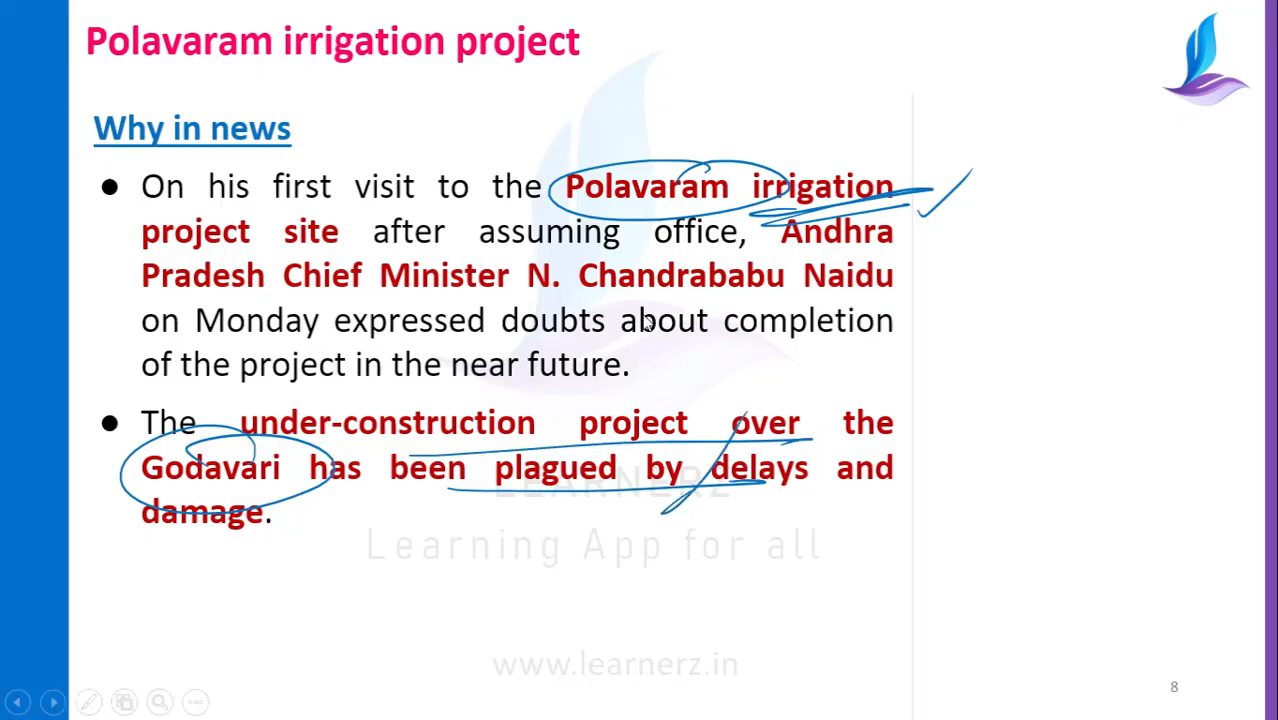 Polavaram irrigation project
Why in news
● On his first visit to the Polavaram irrigation
project site after assuming office, Andhra
Pradesh Chief Minister N. Chandrababu Naidu
on Monday expressed doubts about completion
of the project in the near future.
● The under-construction project over the
Godavari has been plagued by delays and
damage.
LEARNERZ
Learning App for all
www.learnerz.in
8